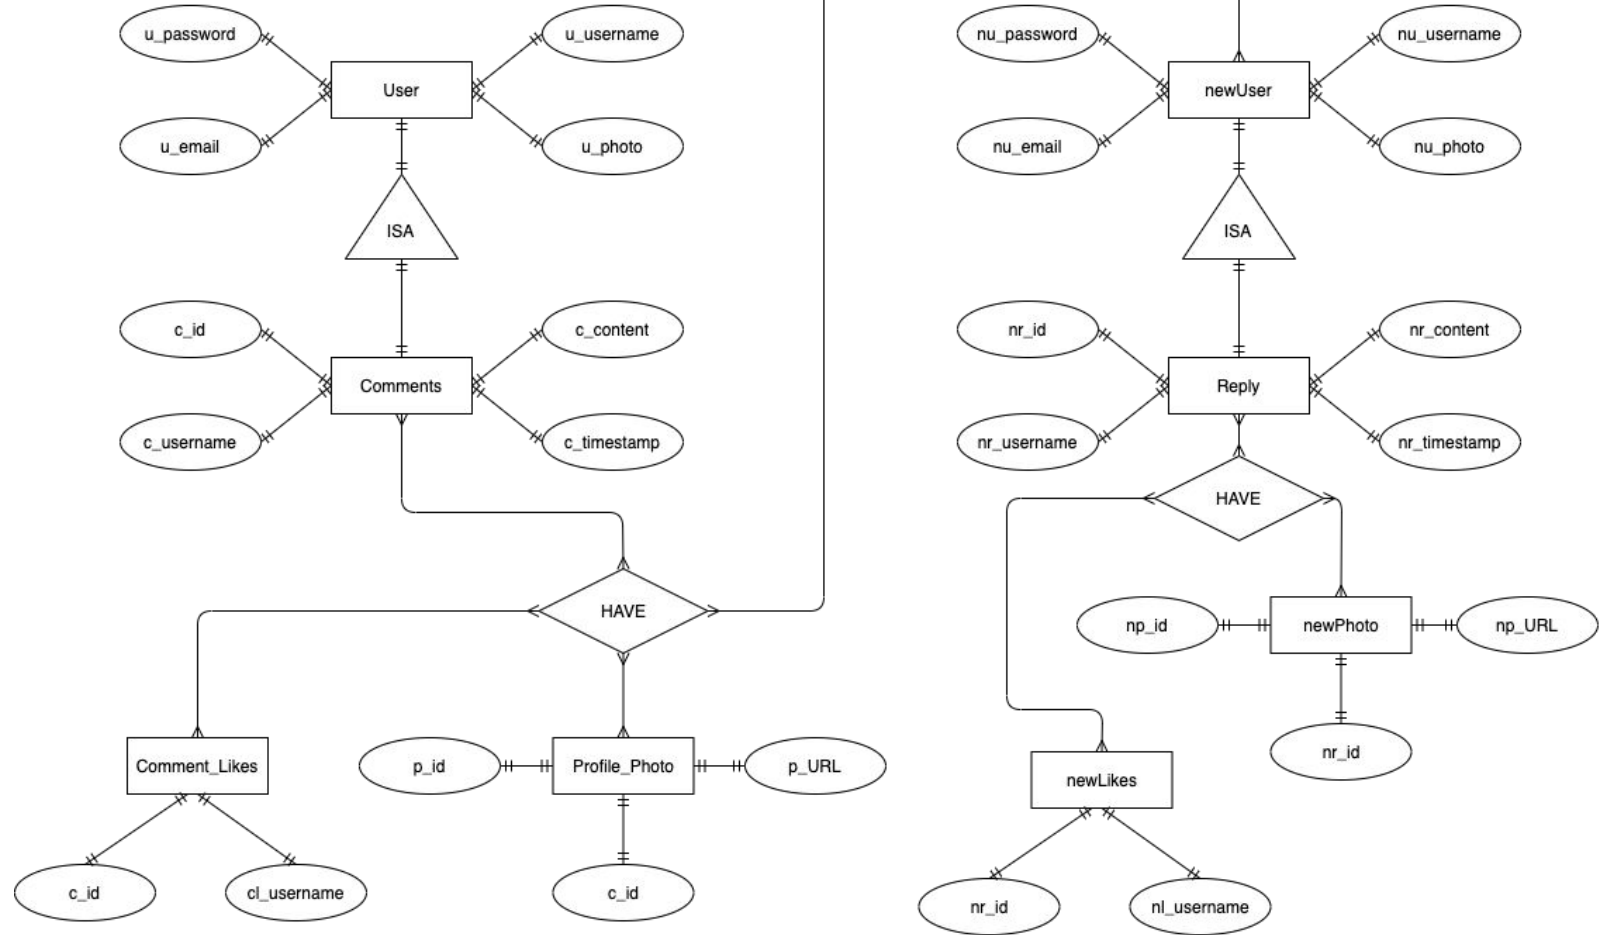 u_password
u_username
User
u_email
u_photo
ISA
c_id
c_content
Comments
c_username
c_timestamp
HAVE
Comment_Likes
p_id
Profile_Photo
p_URL
c_id
cl_username
c_id
nu_password
nu_username
newUser
nu_email
nu_photo
ISA
nr_id
nr_content
Reply
nr_username
nr_timestamp
HAVE
np_id
newPhoto
np_URL
nr_id
newLikes
nr_id
nl_username